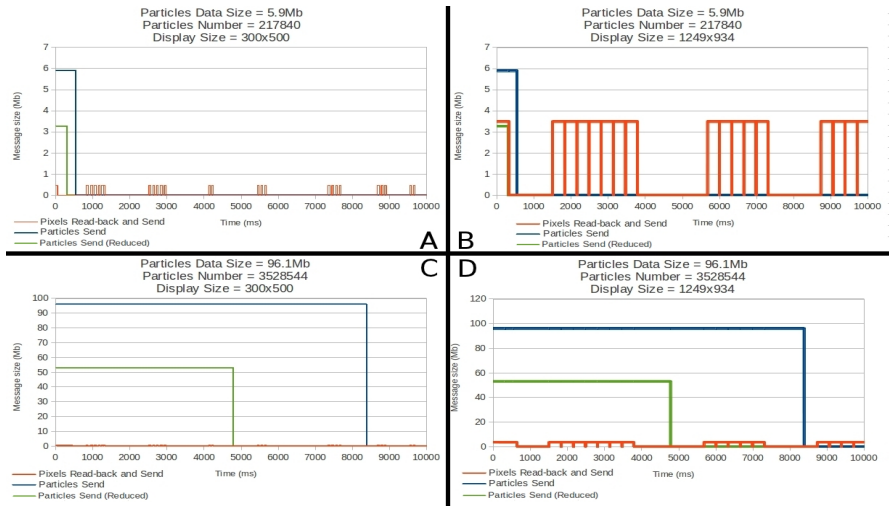 Particles Data Size = 5.9Mb
Particles Number = 217840
Display Size = 300x500
Message size (Mb)
7
6
5
4
3
2
1
0
0 1000 2000 3000 4000 5000 6000 7000 8000 9000 10000
Time (ms)
Pixels Read-back and Send
Particles Send
Particles Send (Reduced)
A
Particles Data Size = 5.9Mb
Particles Number = 217840
Display Size = 1249x934
Message size (Mb)
7
6
5
4
3
2
1
0
0 1000 2000 3000 4000 5000 6000 7000 8000 9000 10000
Time (ms)
Pixels Read-back and Send
Particles Send
Particles Send (Reduced)
B
Particles Data Size = 96.1Mb
Particles Number = 3528544
Display Size = 300x500
C
Message size (Mb)
100
90
80
70
60
50
40
30
20
10
0
0 1000 2000 3000 4000 5000 6000 7000 8000 9000 10000
Time (ms)
Pixels Read-back and Send
Particles Send
Particles Send (Reduced)
D
Particles Data Size = 96.1Mb
Particles Number = 3528544
Display Size = 1249x934
Message size (Mb)
120
100
80
60
40
20
0
0 1000 2000 3000 4000 5000 6000 7000 8000 9000 10000
Time (ms)
Pixels Read-back and Send
Particles Send
Particles Send (Reduced)